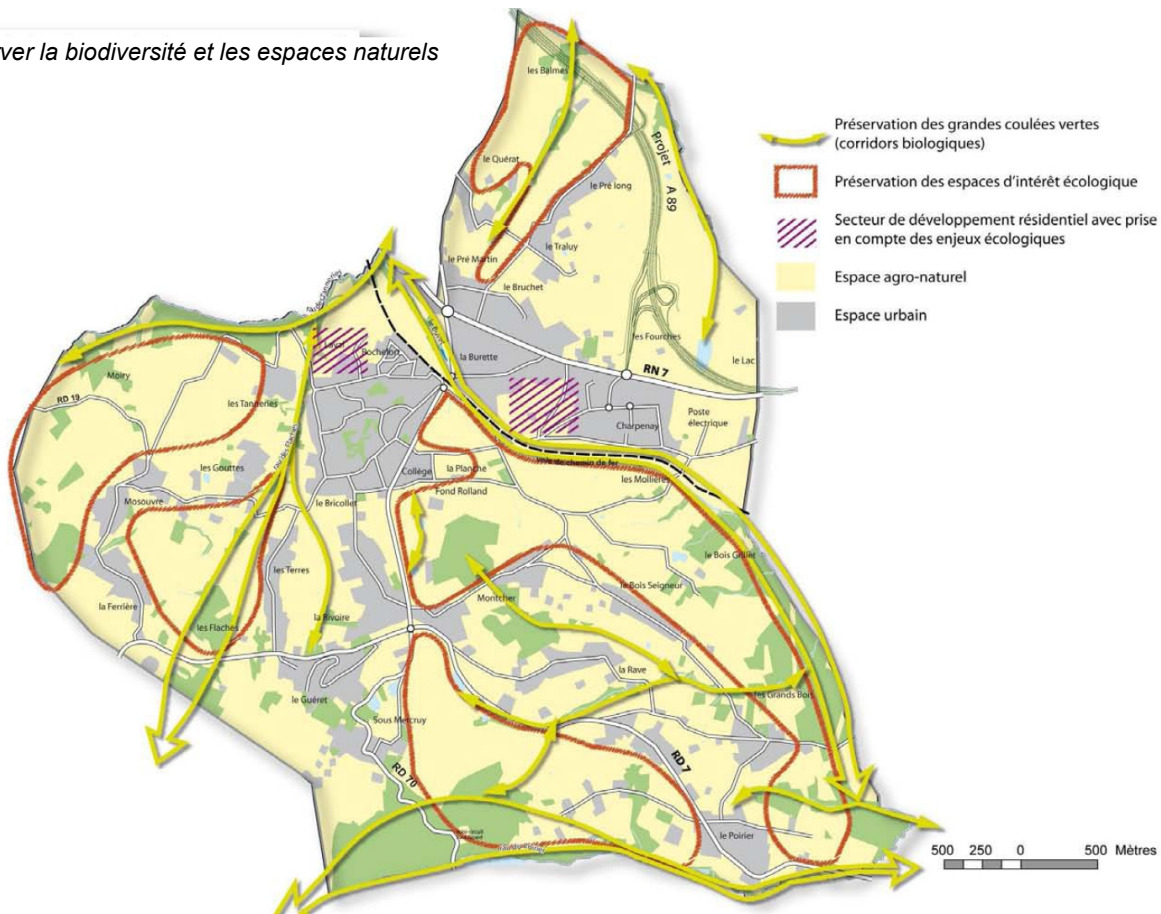 ver la biodiversité et les espaces naturels
Préservation des grandes coulées vertes
(corridors biologiques)
Préservation des espaces d'intérêt écologique
Secteur de développement résidentiel avec prise
en compte des enjeux écologiques
Espace agro-naturel
Espace urbain
les Balmes
Projet A 89
le Quérat
le Pré long
le Traluy
le Pré Martin
le Bruchet
la Burette
les Fourches
le Lac
RN 7
Rochefort
Moiry
RD 19
les Tanneries
Charpenay
Poste
électrique
Voie de chemin de fer
Collège
la Planche
les Mollières
les Gouttes
Fond Rolland
Mosouvre
le Bricollet
le Bois Grillet
les Terres
le Bois Seigneur
Montcher
la Ferrière
les Flaches
la Rivoire
la Rave
les Grands Bois
le Guéret
Sous Mercruy
RD 7
RD 70
le Poirier
500 250 0 500 Mètres